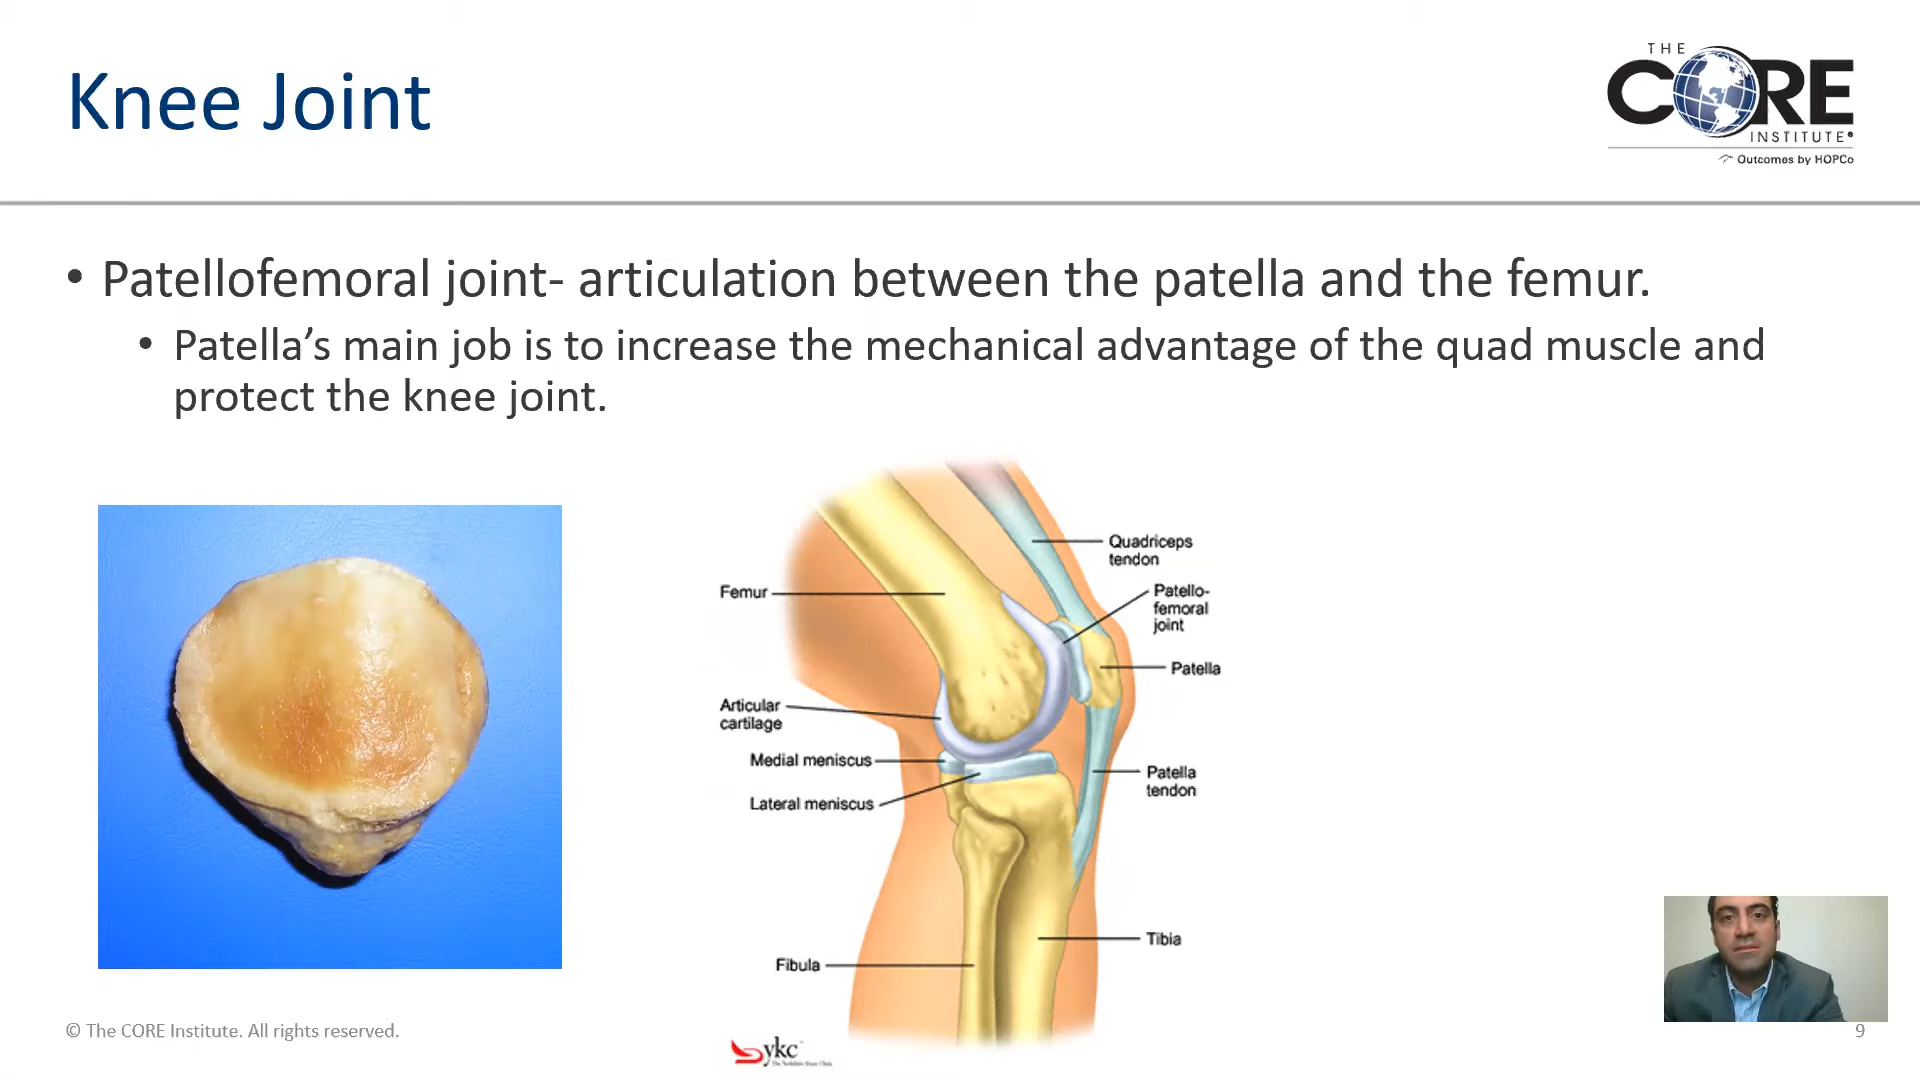 Knee Joint
THE
CORE
INSTITUTE®
Outcomes by HOPCo
• Patellofemoral joint- articulation between the patella and the femur.
• Patella’s main job is to increase the mechanical advantage of the quad muscle and
protect the knee joint.
Quadriceps
tendon
Femur
Patello-
femoral
joint
Patella
Articular
cartilage
Medial meniscus
Lateral meniscus
Patella
tendon
Tibia
Fibula
© The CORE Institute. All rights reserved.
9
ykc